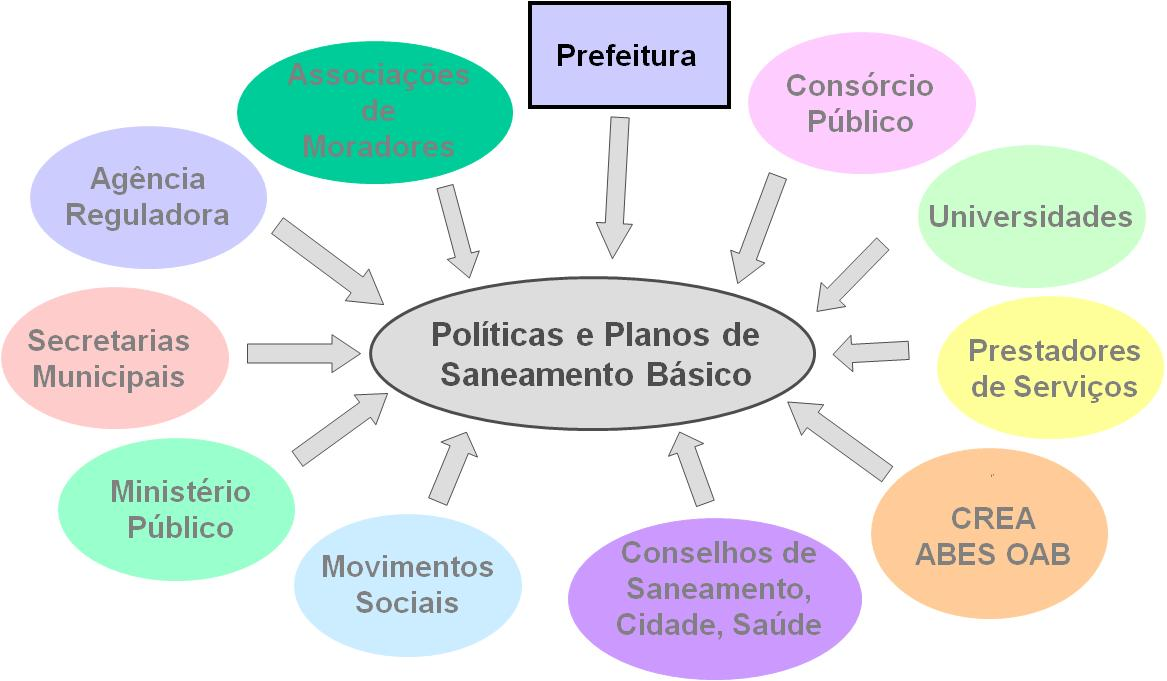 Prefeitura
Associações
de
Moradores
Consórcio
Público
Agência
Reguladora
Universidades
Políticas e Planos de
Saneamento Básico
Secretarias
Municipais
Prestadores
de Serviços
Ministério
Público
CREA
ABES OAB
Movimentos
Sociais
Conselhos de
Saneamento,
Cidade, Saúde